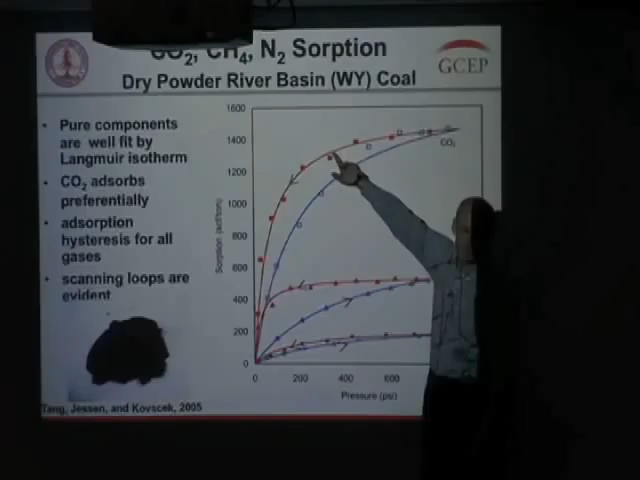 CO2, CH4, N2 Sorption
Dry Powder River Basin (WY) Coal
GCEP
• Pure components
are well fit by
Langmuir isotherm
• CO2 adsorbs
preferentially
• adsorption
hysteresis for all
gases
• scanning loops are
evident
Tang, Jessen, and Kovscek, 2005
1600
1400
1200
1000
800
600
400
200
0
Sorption (scf/ton)
CO2
0
200
400
600
Pressure (psi)